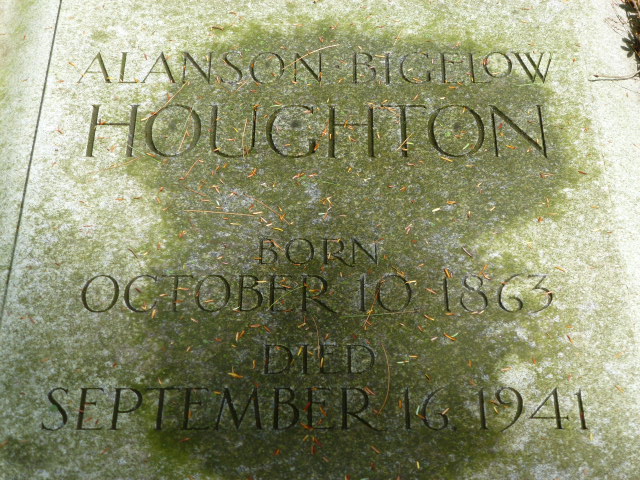 ALANSON·BIGELOW
HOUGHTON
BORN
OCTOBER 10, 1863
DIED
SEPTEMBER 16, 1941